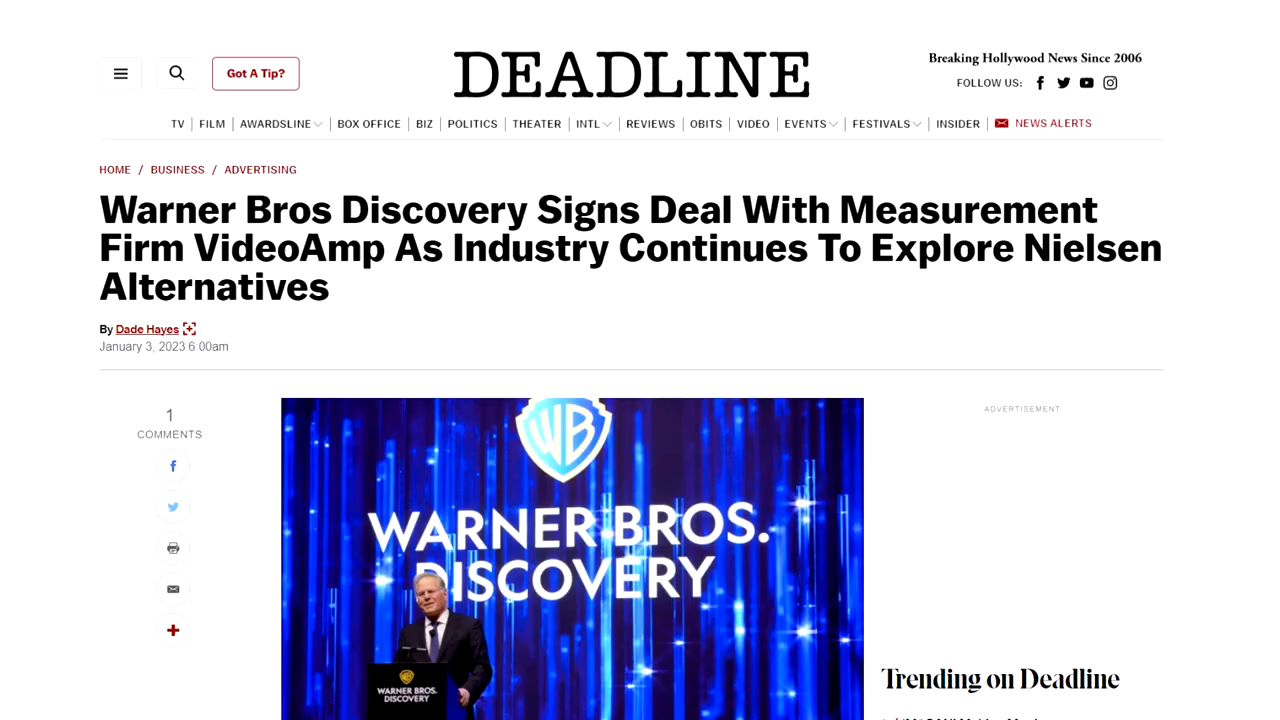 Got A Tip?
DEADLINE
Breaking Hollywood News Since 2006
FOLLOW US:
TV FILM AWARDSLINE BOX OFFICE BIZ POLITICS THEATER INTL REVIEWS OBITS VIDEO EVENTS FESTIVALS INSIDER NEWS ALERTS
HOME / BUSINESS / ADVERTISING
Warner Bros Discovery Signs Deal With Measurement
Firm VideoAmp As Industry Continues To Explore Nielsen
Alternatives
By Dade Hayes
January 3, 2023 6:00am
1
COMMENTS
WB
WARNER BROS.
DISCOVERY
WB
WARNER BROS.
DISCOVERY
ADVERTISEMENT
Trending on Deadline